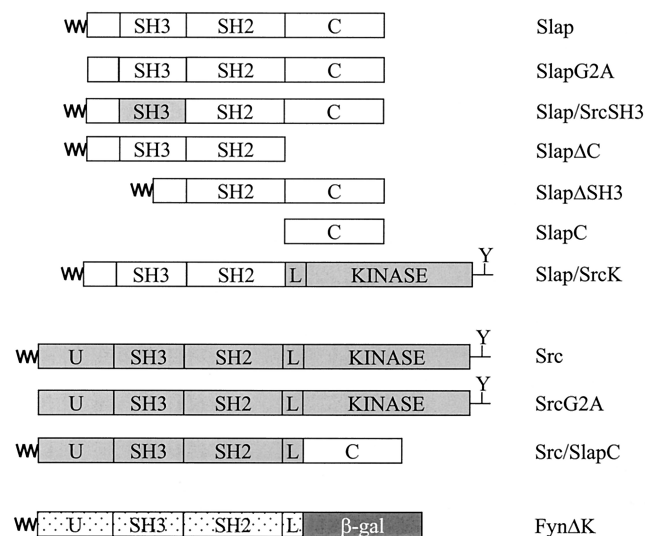 SH3 SH2 C Slap
SH3 SH2 C SlapG2A
SH3 SH2 C Slap/SrcSH3
SH3 SH2 SlapΔC
SH2 C SlapΔSH3
C SlapC
Y
SH3 SH2 L KINASE Slap/SrcK
Y
U SH3 SH2 L KINASE Src
Y
U SH3 SH2 L KINASE SrcG2A
U SH3 SH2 L C Src/SlapC
U SH3 SH2 L β-gal FynΔK